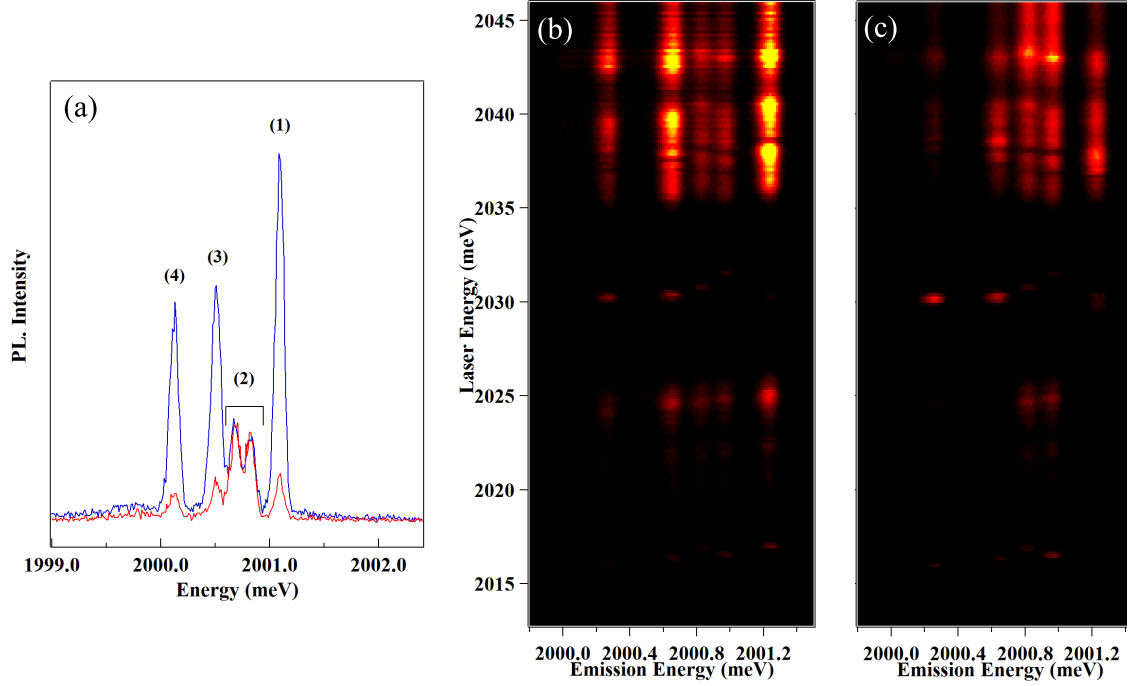 (a)
(1)
(3)
(4)
(2)
PL. Intensity
1999.0 2000.0 2001.0 2002.0
Energy (meV)
(b)
Laser Energy (meV)
2045
2040
2035
2030
2025
2020
2015
2000.0 2000.4 2000.8 2001.2
Emission Energy (meV)
(c)
2000.0 2000.4 2000.8 2001.2
Emission Energy (meV)